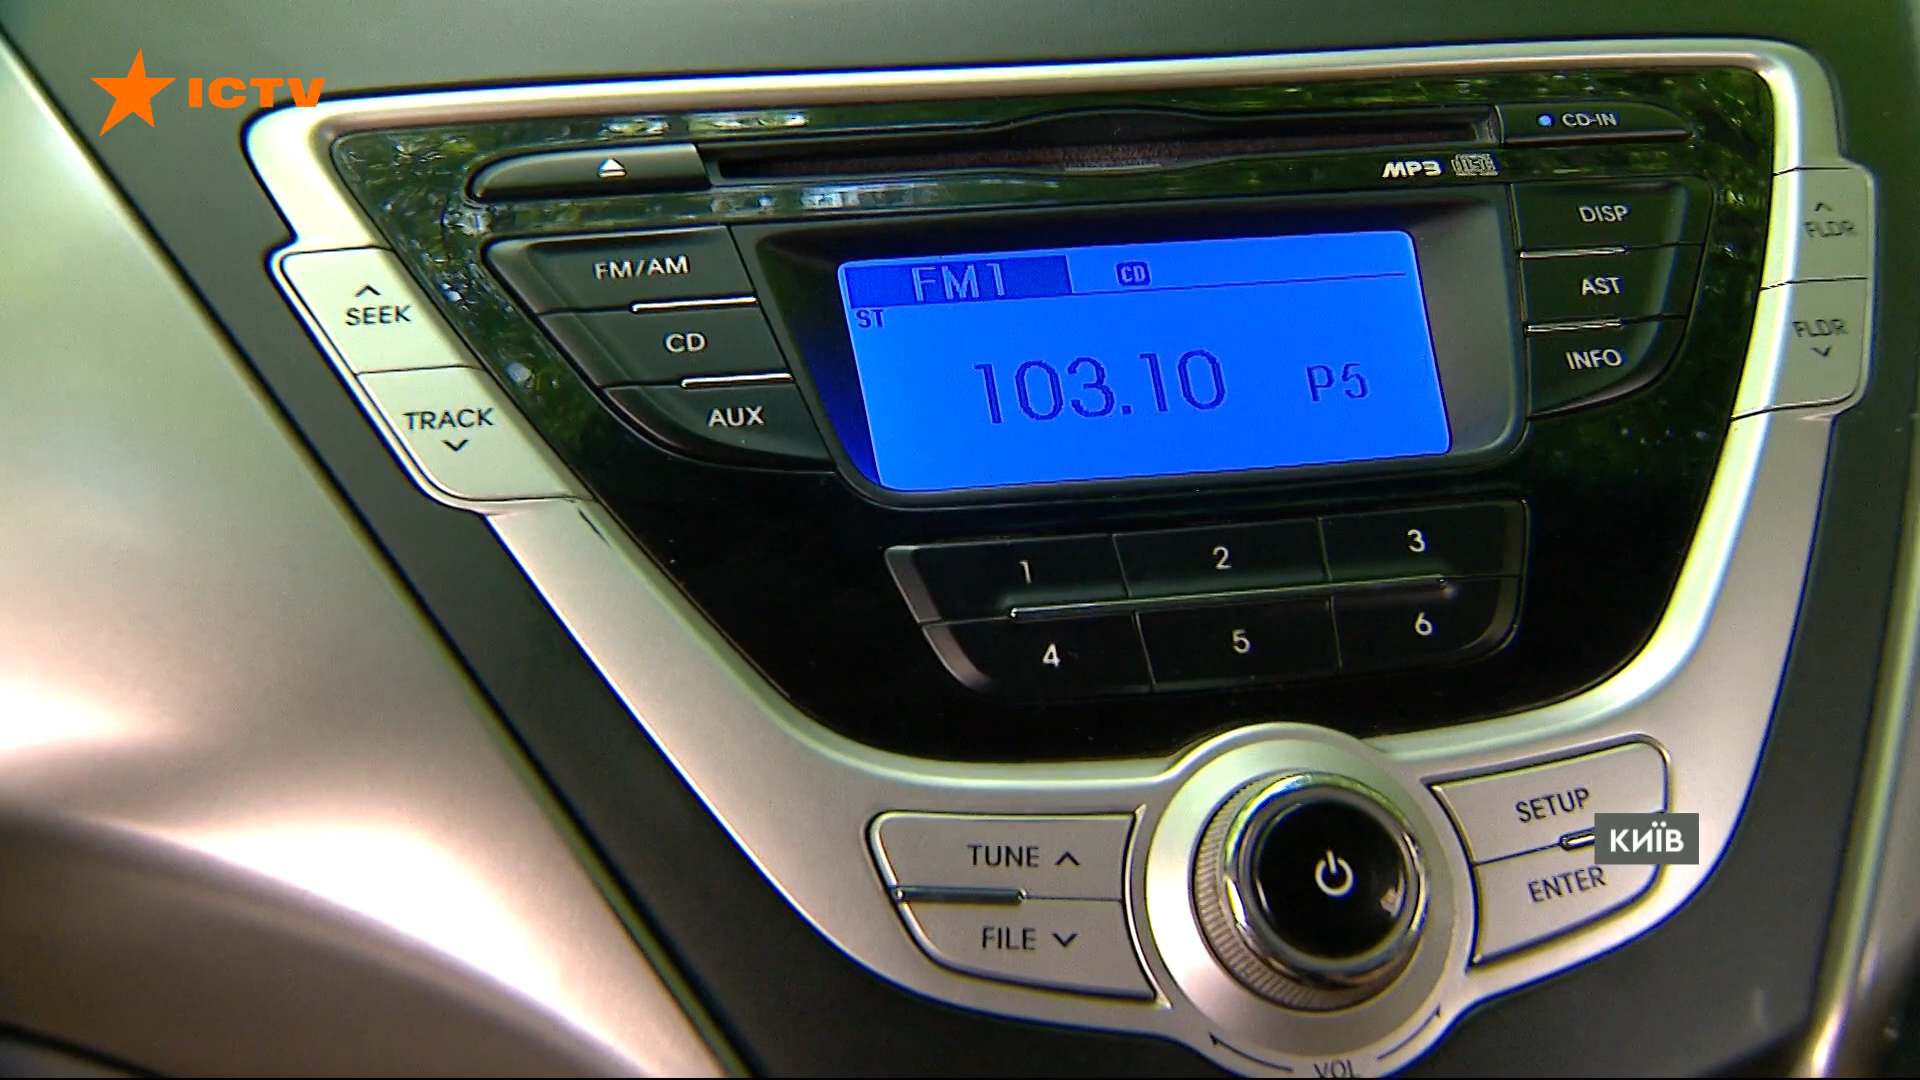 ICTV
CD-IN
MP3
DISP
FLDR
FM/AM
FM1 CD
ST
AST
SEEK
CD
103.10 P5
FLDR
INFO
TRACK
AUX
1 2 3
4 5 6
SETUP
КИЇВ
TUNE
ENTER
FILE
VOL